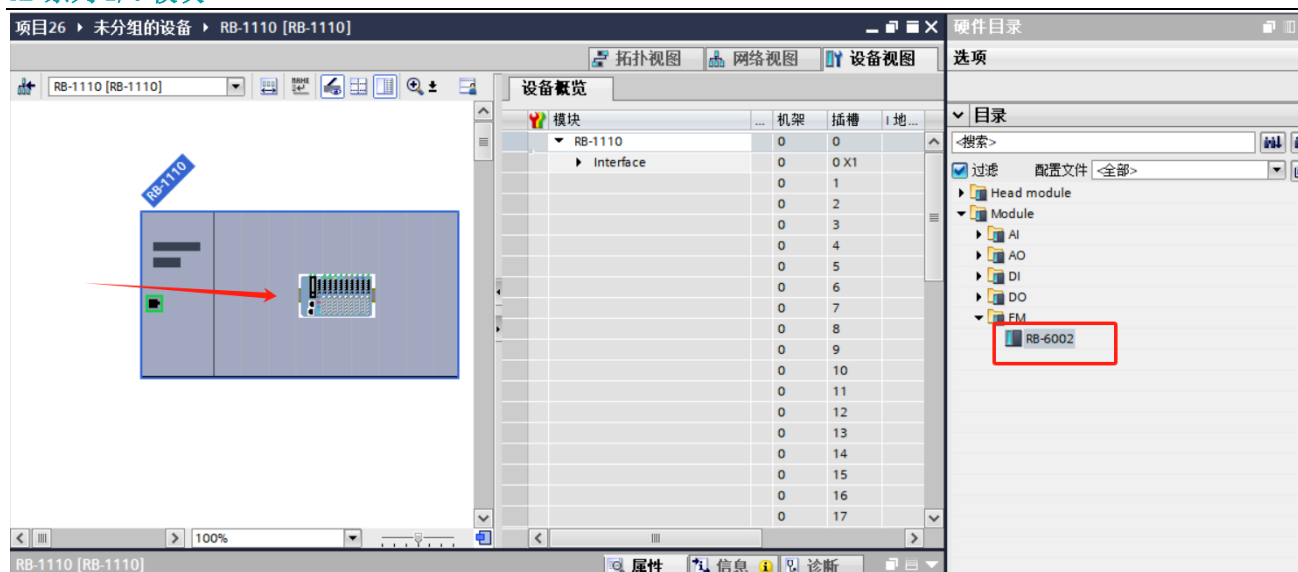 项目26 ▸ 未分组的设备 ▸ RB-1110 [RB-1110]
硬件目录
拓扑视图 网络视图 设备视图
选项
RB-1110 [RB-1110]
设备概览
目录
模块 ... 机架 插槽 I 地...
<搜索>
RB-1110 0 0
Interface 0 0 X1
0 1
0 2
0 3
0 4
0 5
0 6
0 7
0 8
0 9
0 10
0 11
0 12
0 13
0 14
0 15
0 16
0 17
过滤 配置文件 <全部>
Head module
Module
AI
AO
DI
DO
FM
RB-6002
RB-1110
100%
RB-1110 [RB-1110]
属性 信息 诊断